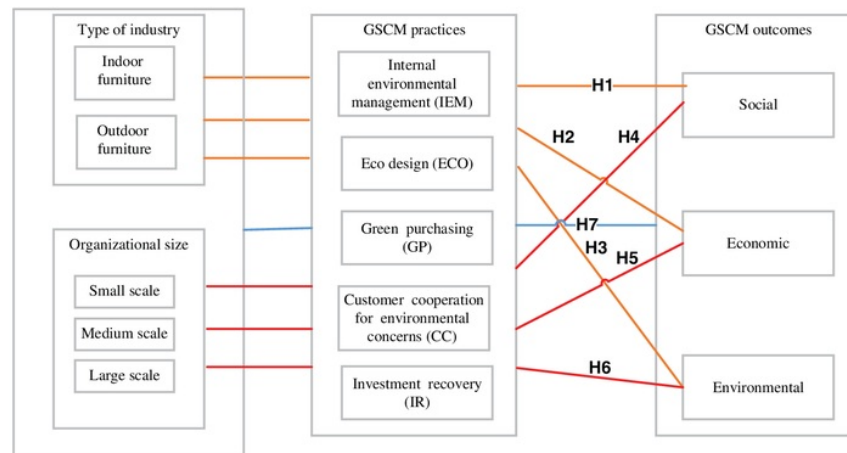 Type of industry
Indoor
furniture
Outdoor
furniture
Organizational size
Small scale
Medium scale
Large scale
GSCM practices
Internal
environmental
management (IEM)
Eco design (ECO)
Green purchasing
(GP)
Customer cooperation
for environmental
concerns (CC)
Investment recovery
(IR)
H1
H2
H4
H7
H3
H5
H6
GSCM outcomes
Social
Economic
Environmental